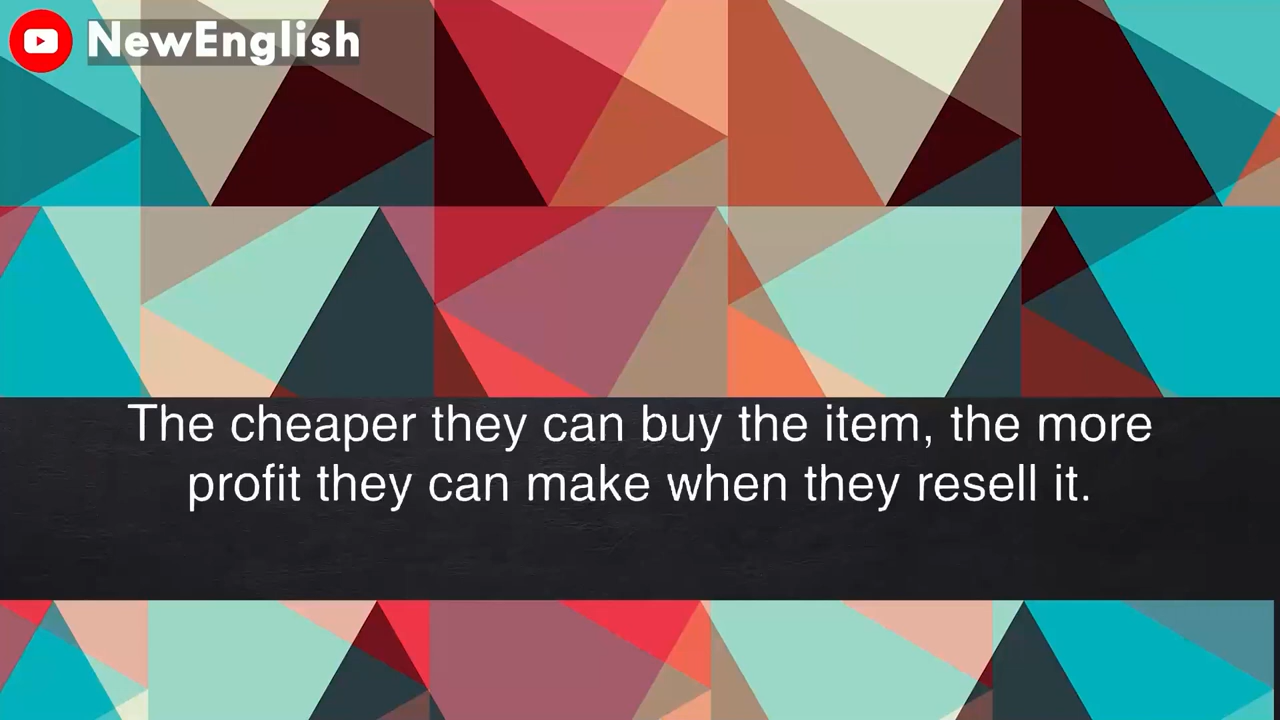 NewEnglish
The cheaper they can buy the item, the more
profit they can make when they resell it.